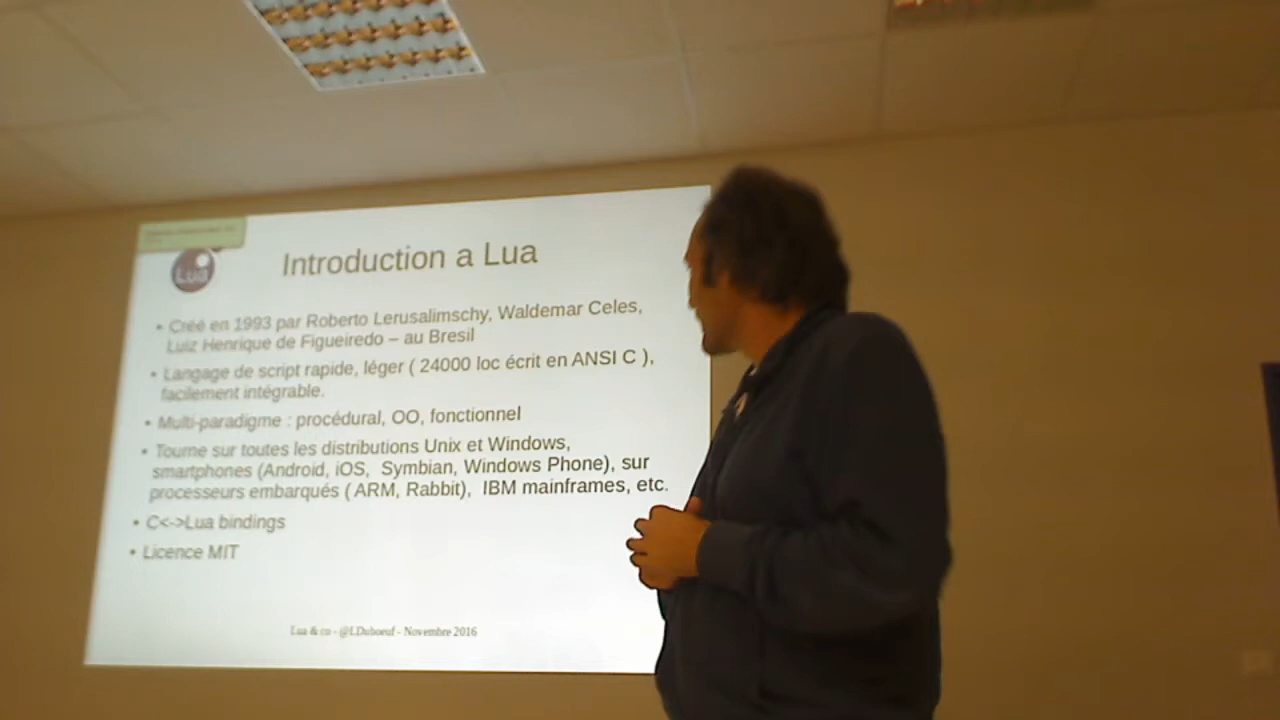 Lua
Introduction a Lua
• Créé en 1993 par Roberto Lerusalimschy, Waldemar Celes,
Luiz Henrique de Figueiredo – au Bresil
• Langage de script rapide, léger ( 24000 loc écrit en ANSI C ),
facilement intégrable.
• Multi-paradigme : procédural, OO, fonctionnel
• Tourne sur toutes les distributions Unix et Windows,
smartphones (Android, iOS, Symbian, Windows Phone), sur
processeurs embarqués ( ARM, Rabbit), IBM mainframes, etc.
• C<->Lua bindings
• Licence MIT
Lua & co - @LDuboeuf - Novembre 2016